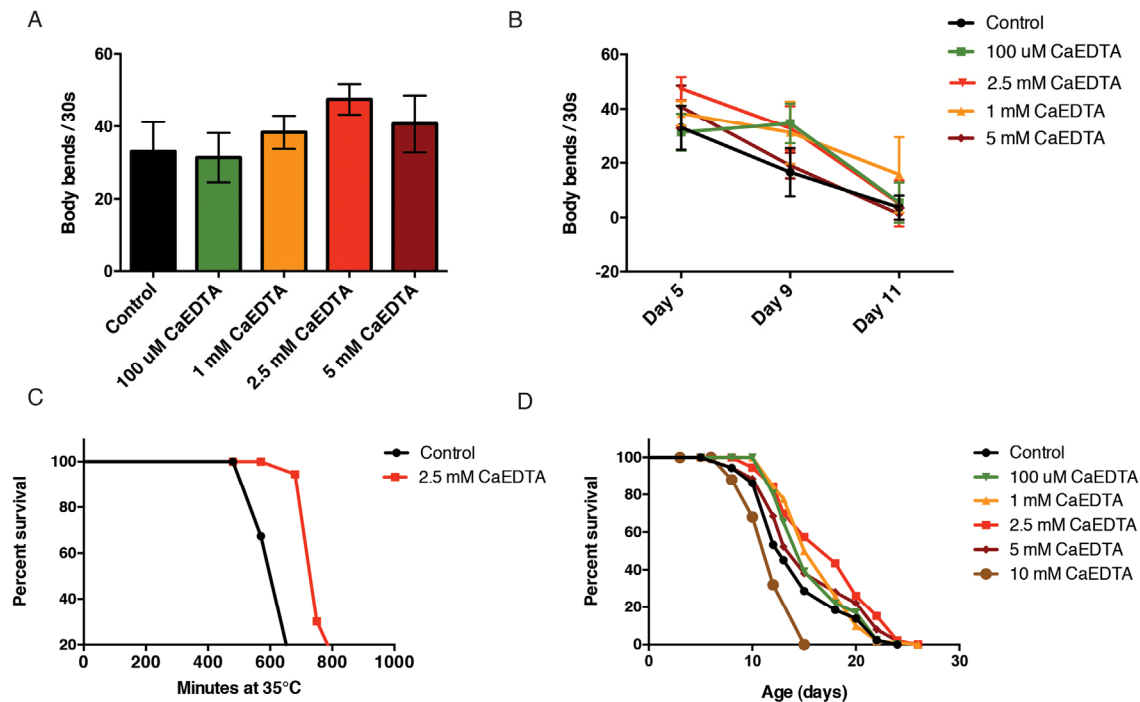 A
Body bends / 30s
60
40
20
0
Control
100 uM CaEDTA
1 mM CaEDTA
2.5 mM CaEDTA
5 mM CaEDTA
B
Control
100 uM CaEDTA
2.5 mM CaEDTA
1 mM CaEDTA
5 mM CaEDTA
Body bends / 30s
60
40
20
0
-20
Day 5
Day 9
Day 11
C
Control
2.5 mM CaEDTA
Percent survival
100
80
60
40
20
0 200 400 600 800 1000
Minutes at 35°C
D
Control
100 uM CaEDTA
1 mM CaEDTA
2.5 mM CaEDTA
5 mM CaEDTA
10 mM CaEDTA
Percent survival
100
80
60
40
20
0
0 10 20 30
Age (days)